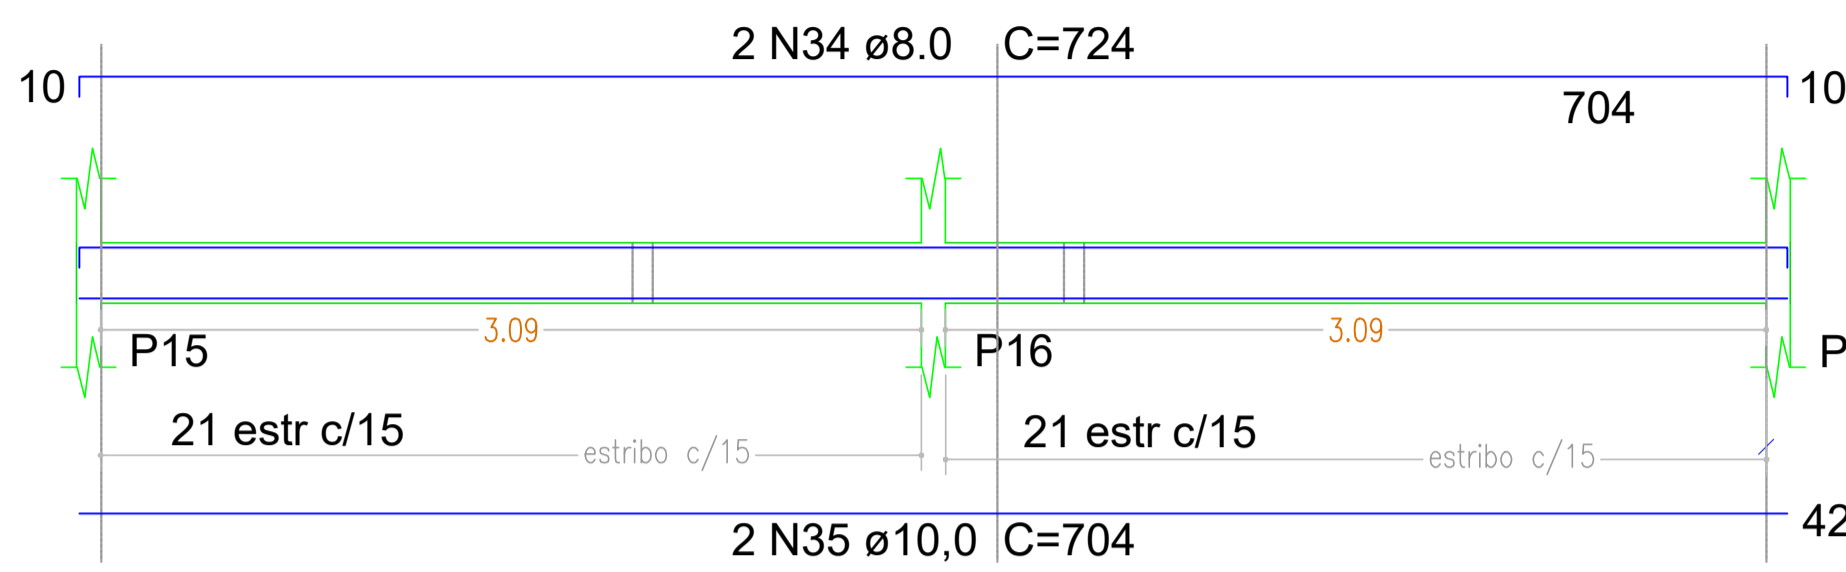 2 N34 ø8.0 C=724
10
10
704
3.09
3.09
P15
P16
P
21 estr c/15
21 estr c/15
estribo c/15
estribo c/15
2 N35 ø10,0 C=704
42